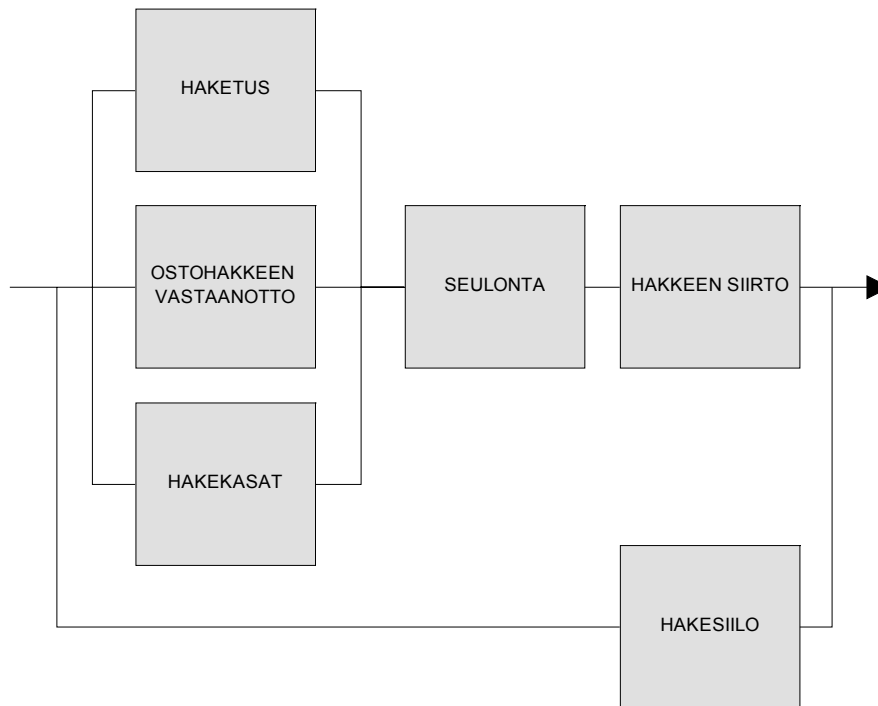 HAKETUS
OSTOHAKKEEN
VASTAANOTTO
SEULONTA
HAKKEEN SIIRTO
HAKEKASAT
HAKESIILO